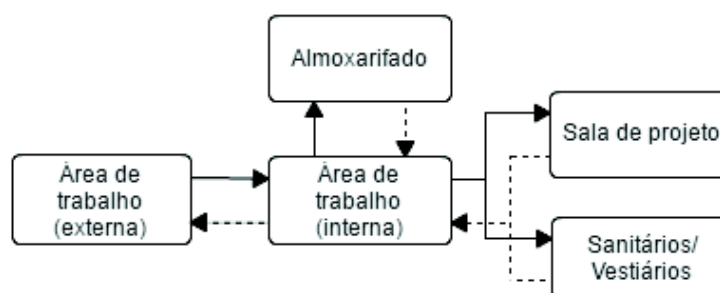 Almoxarifado
Sala de projeto
Área de
trabalho
(externa)
Área de
trabalho
(interna)
Sanitários/
Vestiários